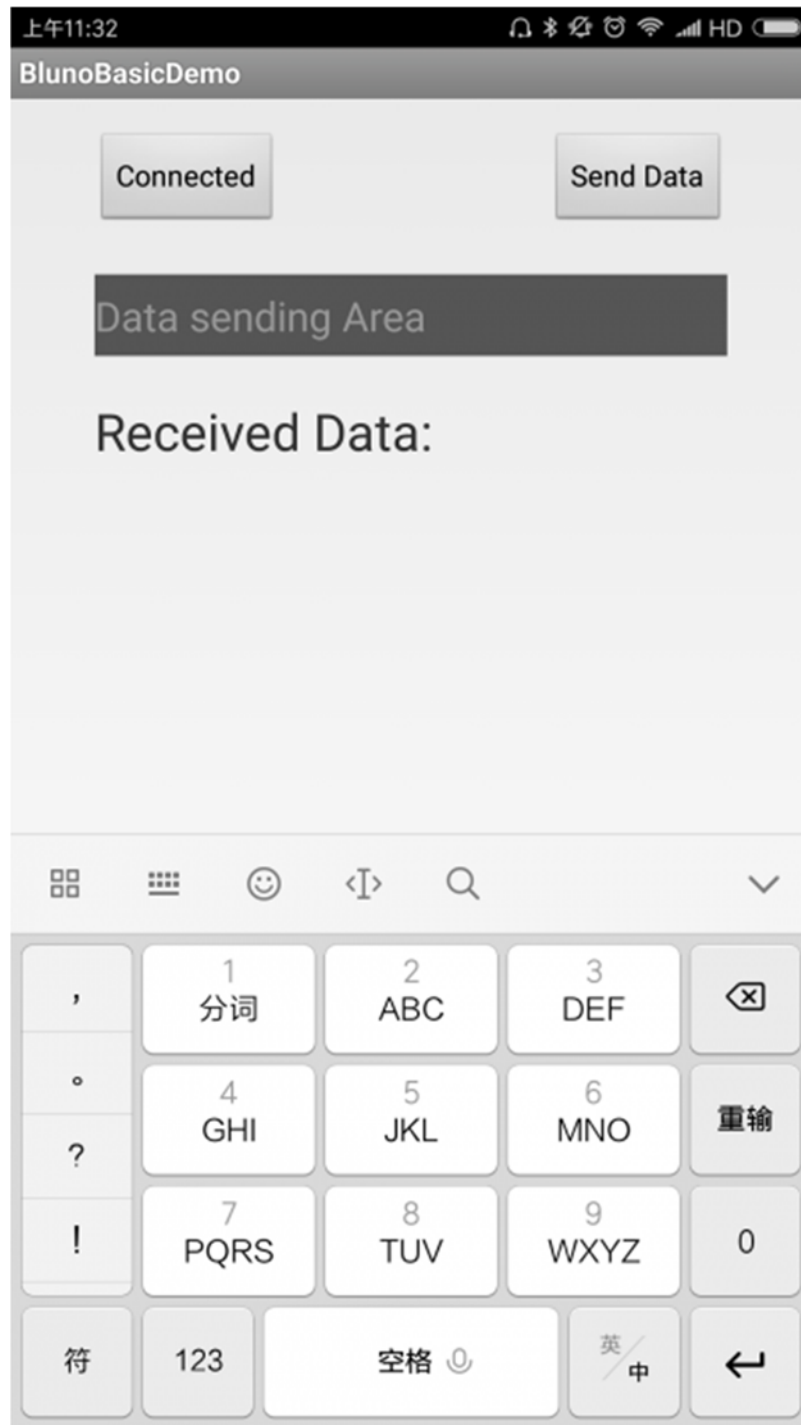 上午11:32 HD
BlunoBasicDemo
Connected Send Data
Data sending Area
Received Data:
, 1 2 3
分词 ABC DEF
。 4 5 6
GHI JKL MNO 重输
?
! 7 8 9
PQRS TUV WXYZ 0
符 123 空格 英/中